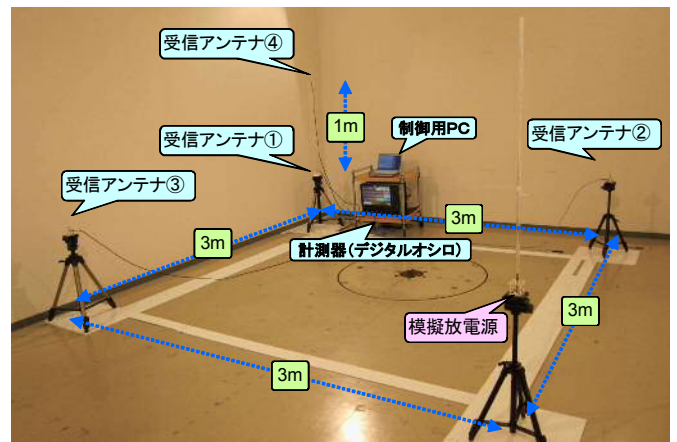 受信アンテナ④
1m
制御用PC
受信アンテナ①
受信アンテナ②
受信アンテナ③
3m
3m
計測器(デジタルオシロ)
模擬放電源
3m
3m